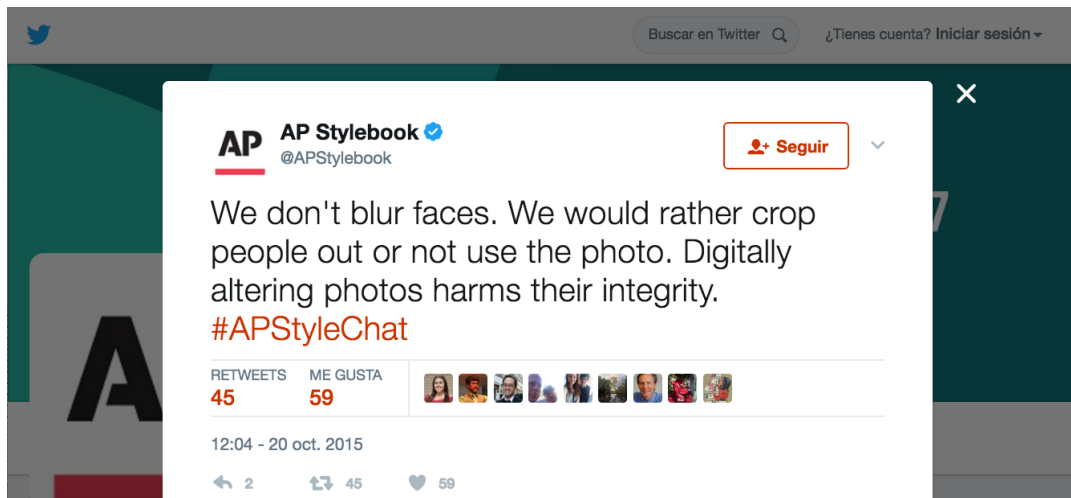 Buscar en Twitter
¿Tienes cuenta? Iniciar sesión
AP
AP Stylebook
@APStylebook
Seguir
We don't blur faces. We would rather crop
people out or not use the photo. Digitally
altering photos harms their integrity.
#APStyleChat
RETWEETS ME GUSTA
45 59
12:04 - 20 oct. 2015
2 45 59
7
A